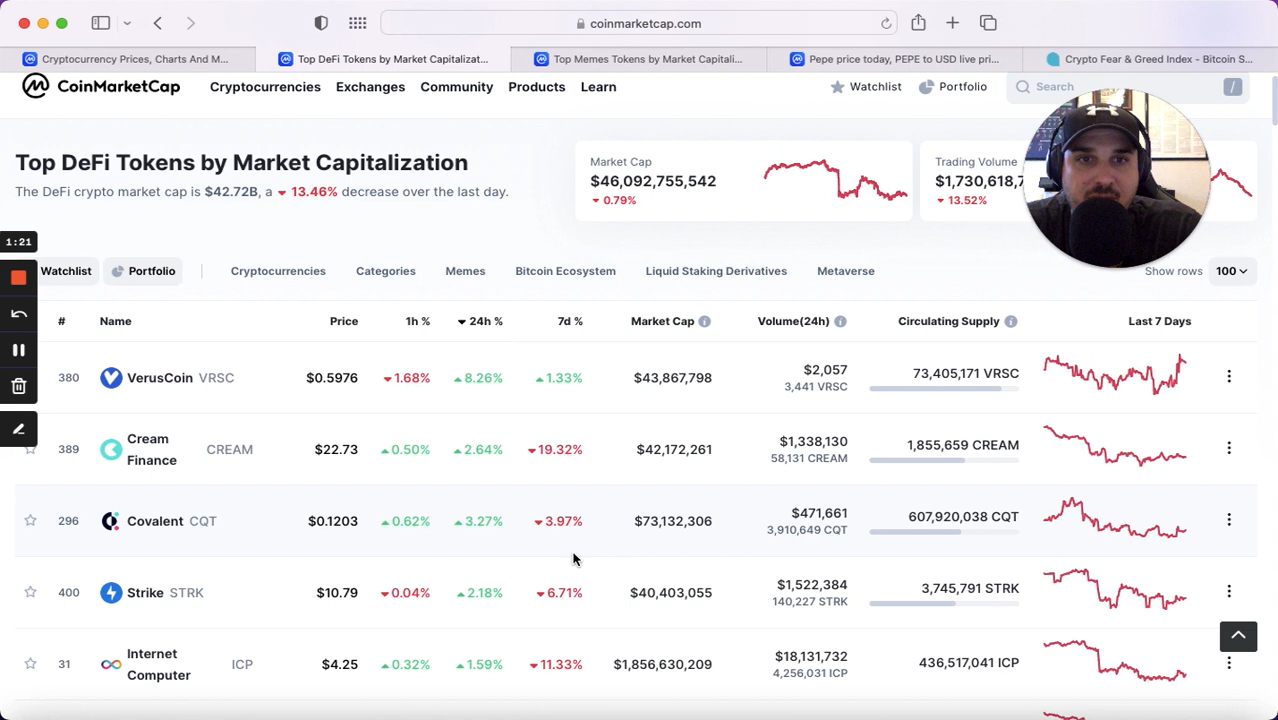 coinmarketcap.com
Cryptocurrency Prices, Charts And M...
Top DeFi Tokens by Market Capitalizat...
Top Memes Tokens by Market Capitali...
Pepe price today, PEPE to USD live pri...
Crypto Fear & Greed Index - Bitcoin S...
CoinMarketCap Cryptocurrencies Exchanges Community Products Learn Watchlist Portfolio Search /
Top DeFi Tokens by Market Capitalization
The DeFi crypto market cap is $42.72B, a 13.46% decrease over the last day.
Market Cap
$46,092,755,542
0.79%
Trading Volume
$1,730,618,7
13.52%
1:21
Watchlist Portfolio Cryptocurrencies Categories Memes Bitcoin Ecosystem Liquid Staking Derivatives Metaverse Show rows 100
# Name Price 1h % 24h % 7d % Market Cap Volume(24h) Circulating Supply Last 7 Days
380 VerusCoin VRSC $0.5976 1.68% 8.26% 1.33% $43,867,798 $2,057 73,405,171 VRSC
3,441 VRSC
389 Cream Finance CREAM $22.73 0.50% 2.64% 19.32% $42,172,261 $1,338,130 1,855,659 CREAM
58,131 CREAM
296 Covalent CQT $0.1203 0.62% 3.27% 3.97% $73,132,306 $471,661 607,920,038 CQT
3,910,649 CQT
400 Strike STRK $10.79 0.04% 2.18% 6.71% $40,403,055 $1,522,384 3,745,791 STRK
140,227 STRK
31 Internet Computer ICP $4.25 0.32% 1.59% 11.33% $1,856,630,209 $18,131,732 436,517,041 ICP
4,256,031 ICP